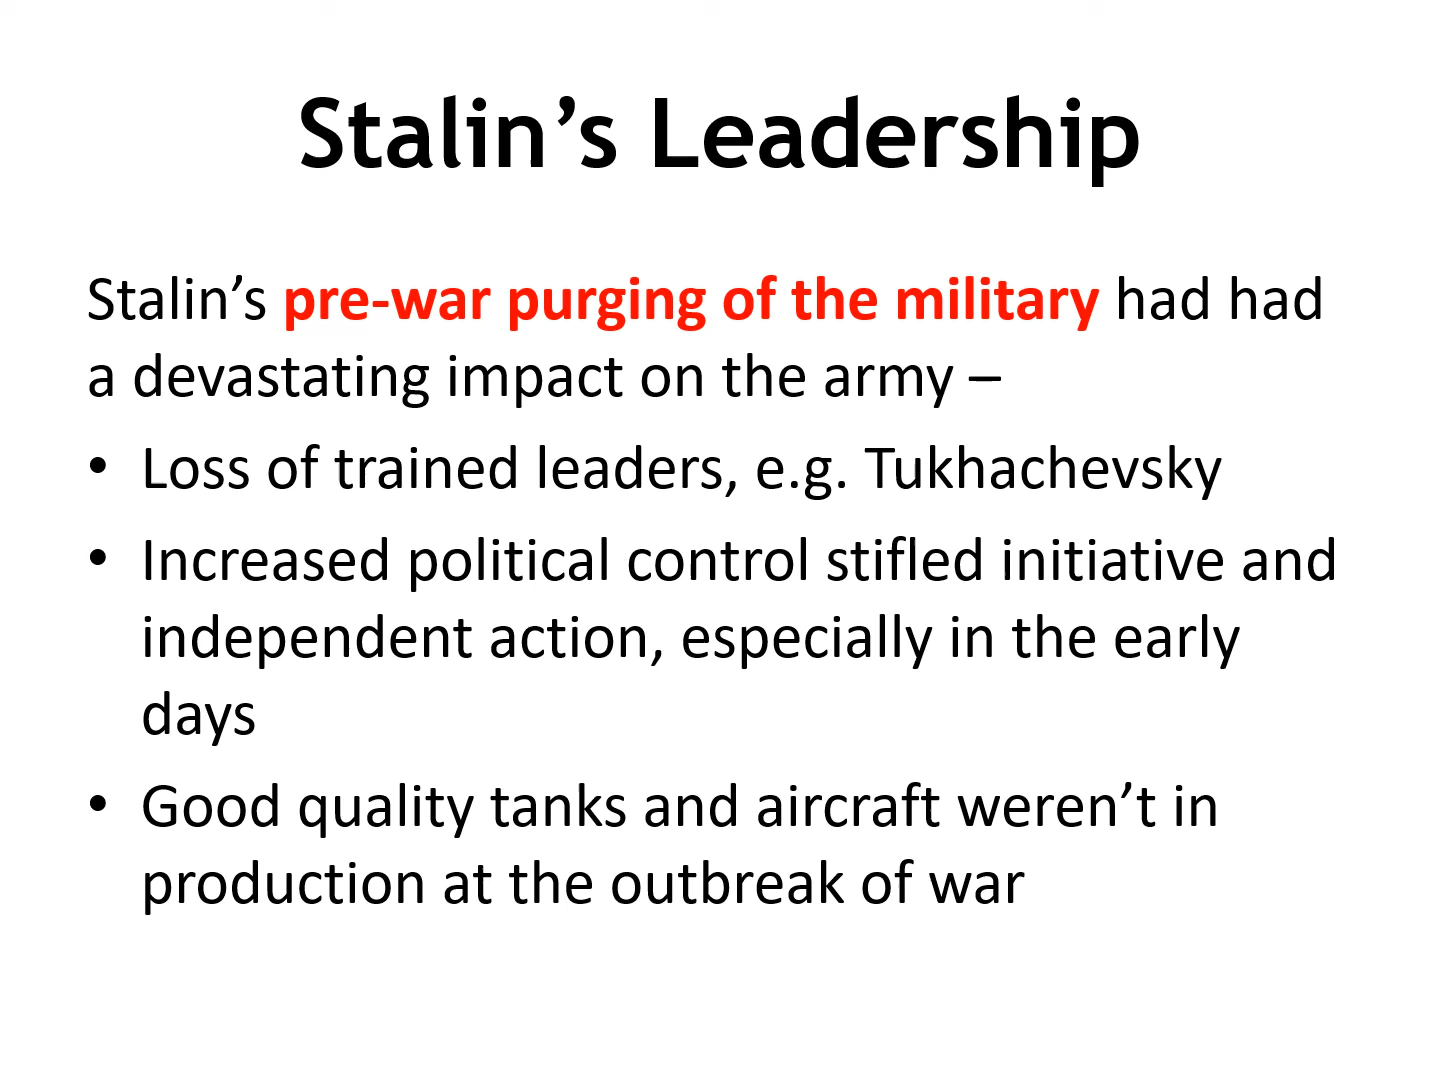 Stalin’s Leadership
Stalin’s pre-war purging of the military had had
a devastating impact on the army –
• Loss of trained leaders, e.g. Tukhachevsky
• Increased political control stifled initiative and
independent action, especially in the early
days
• Good quality tanks and aircraft weren’t in
production at the outbreak of war